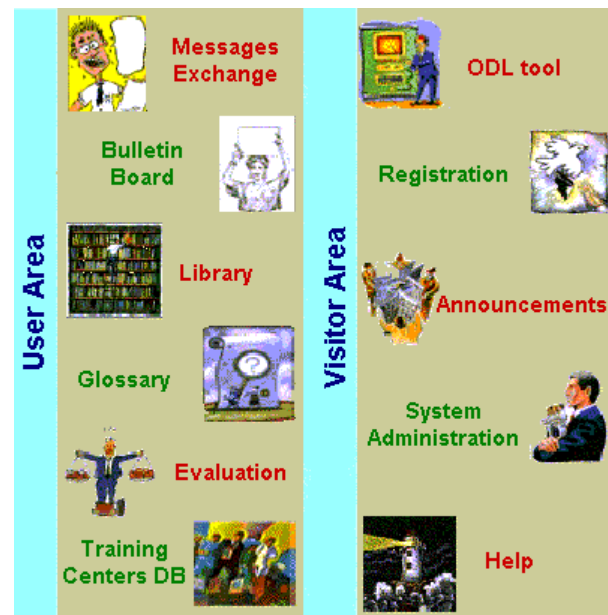 User Area
Messages
Exchange
Bulletin
Board
Library
Glossary
Evaluation
Training
Centers DB
Visitor Area
ODL tool
Registration
Announcements
System
Administration
Help